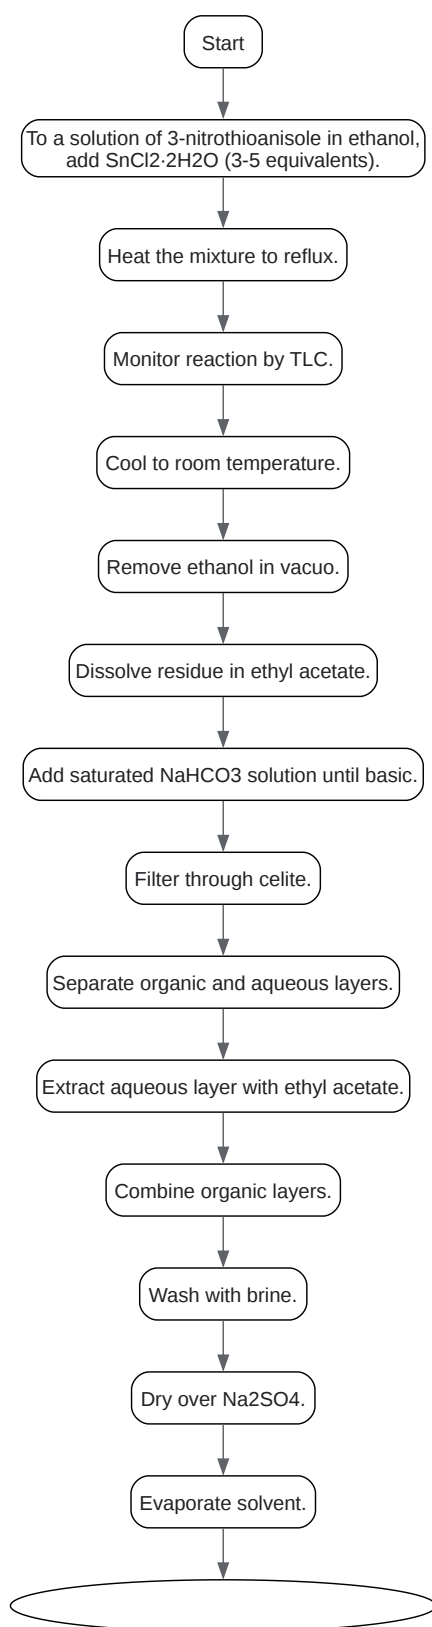 Start
To a solution of 3-nitrothioanisole in ethanol,
add SnCl2·2H2O (3-5 equivalents).
Heat the mixture to reflux.
Monitor reaction by TLC.
Cool to room temperature.
Remove ethanol in vacuo.
Dissolve residue in ethyl acetate.
Add saturated NaHCO3 solution until basic.
Filter through celite.
Separate organic and aqueous layers.
Extract aqueous layer with ethyl acetate.
Combine organic layers.
Wash with brine.
Dry over Na2SO4.
Evaporate solvent.